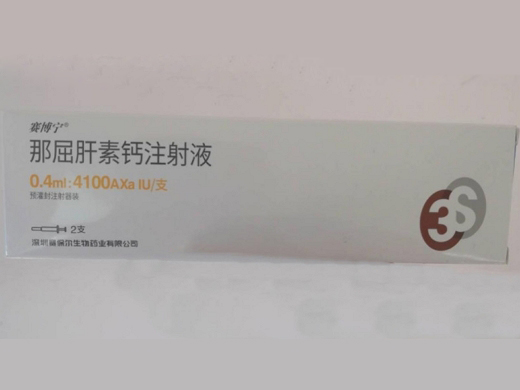 赛博宁®
那屈肝素钙注射液
0.4ml:4100AXa IU/支
预灌封注射器装
2支
深圳赛保尔生物药业有限公司
3S